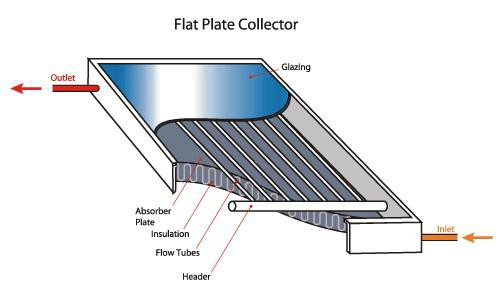 Flat Plate Collector
Glazing
Outlet
Absorber
Plate
Insulation
Flow Tubes
Header
Inlet